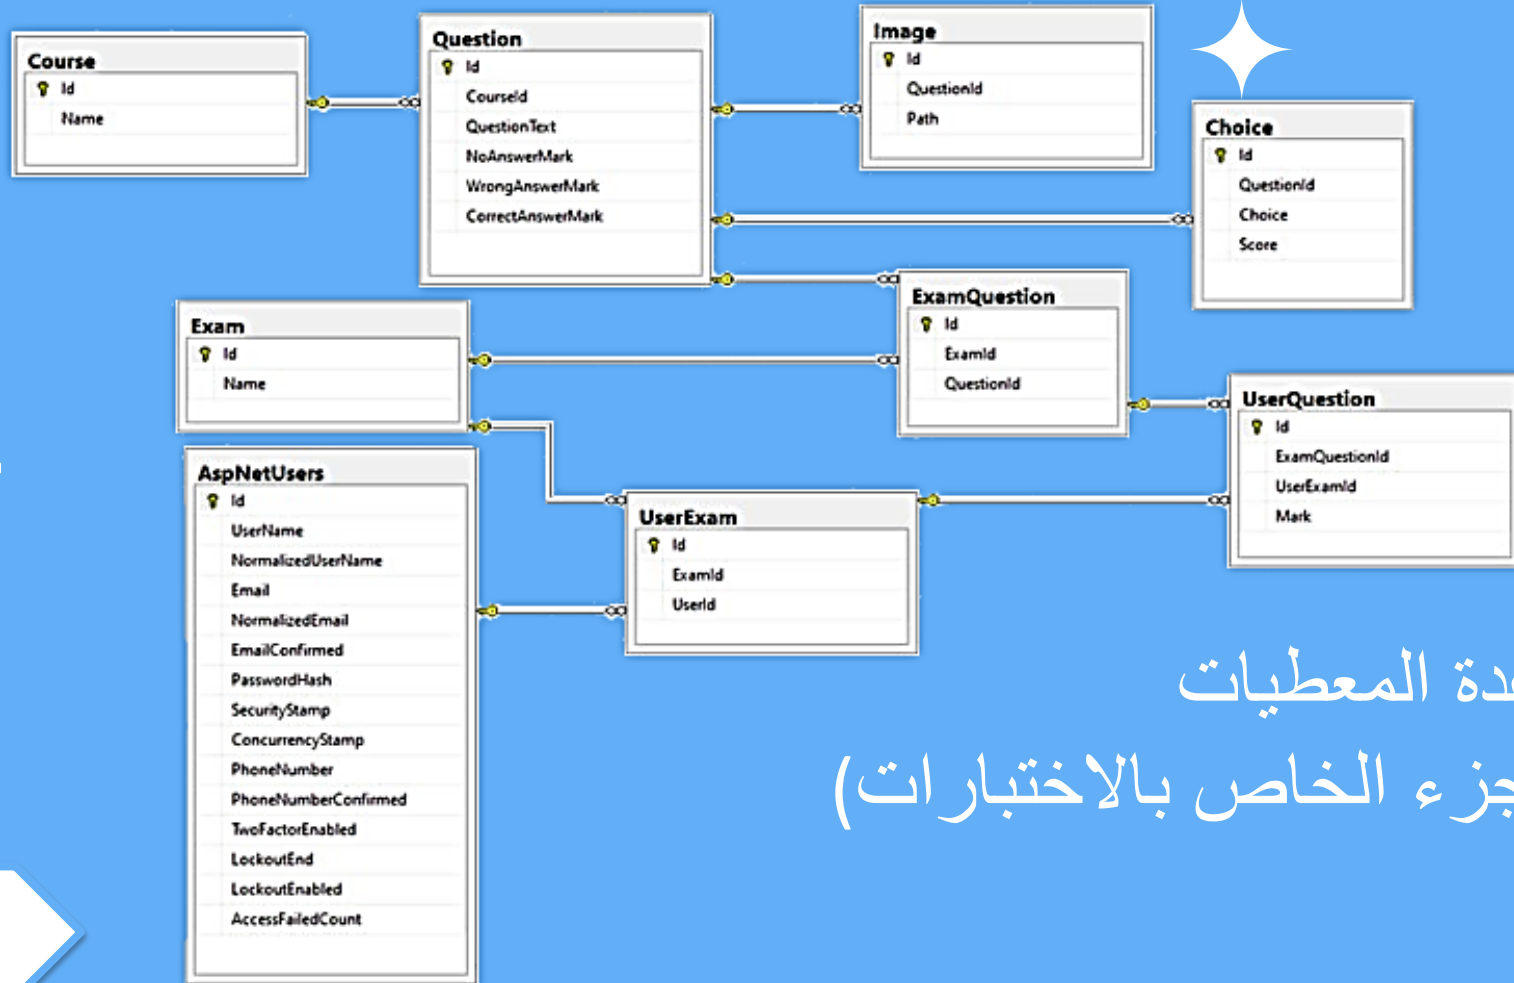 Course
Id
Name
Question
Id
CourseId
QuestionText
NoAnswerMark
WrongAnswerMark
CorrectAnswerMark
Image
Id
QuestionId
Path
Choice
Id
QuestionId
Choice
Score
Exam
Id
Name
ExamQuestion
Id
ExamId
QuestionId
UserQuestion
Id
ExamQuestionId
UserExamId
Mark
AspNetUsers
Id
UserName
NormalizedUserName
Email
NormalizedEmail
EmailConfirmed
PasswordHash
SecurityStamp
ConcurrencyStamp
PhoneNumber
PhoneNumberConfirmed
TwoFactorEnabled
LockoutEnd
LockoutEnabled
AccessFailedCount
UserExam
Id
ExamId
UserId
المعطيات
الخاص بالاختبارات)